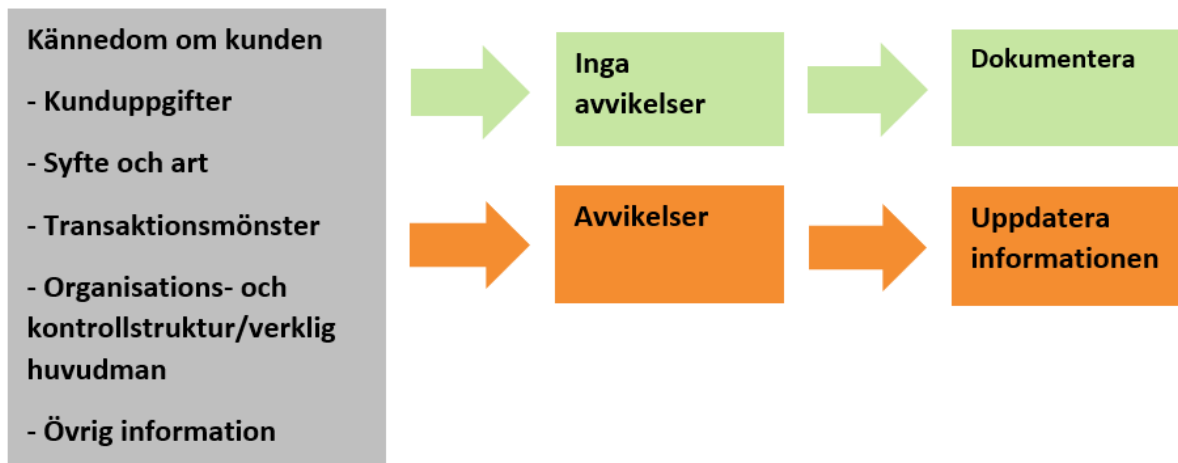 Kännedom om kunden
- Kunduppgifter
- Syfte och art
- Transaktionsmönster
- Organisations- och
kontrollstruktur/verklig
huvudman
- Övrig information
Inga
avvikelser
Dokumentera
Avvikelser
Uppdatera
informationen